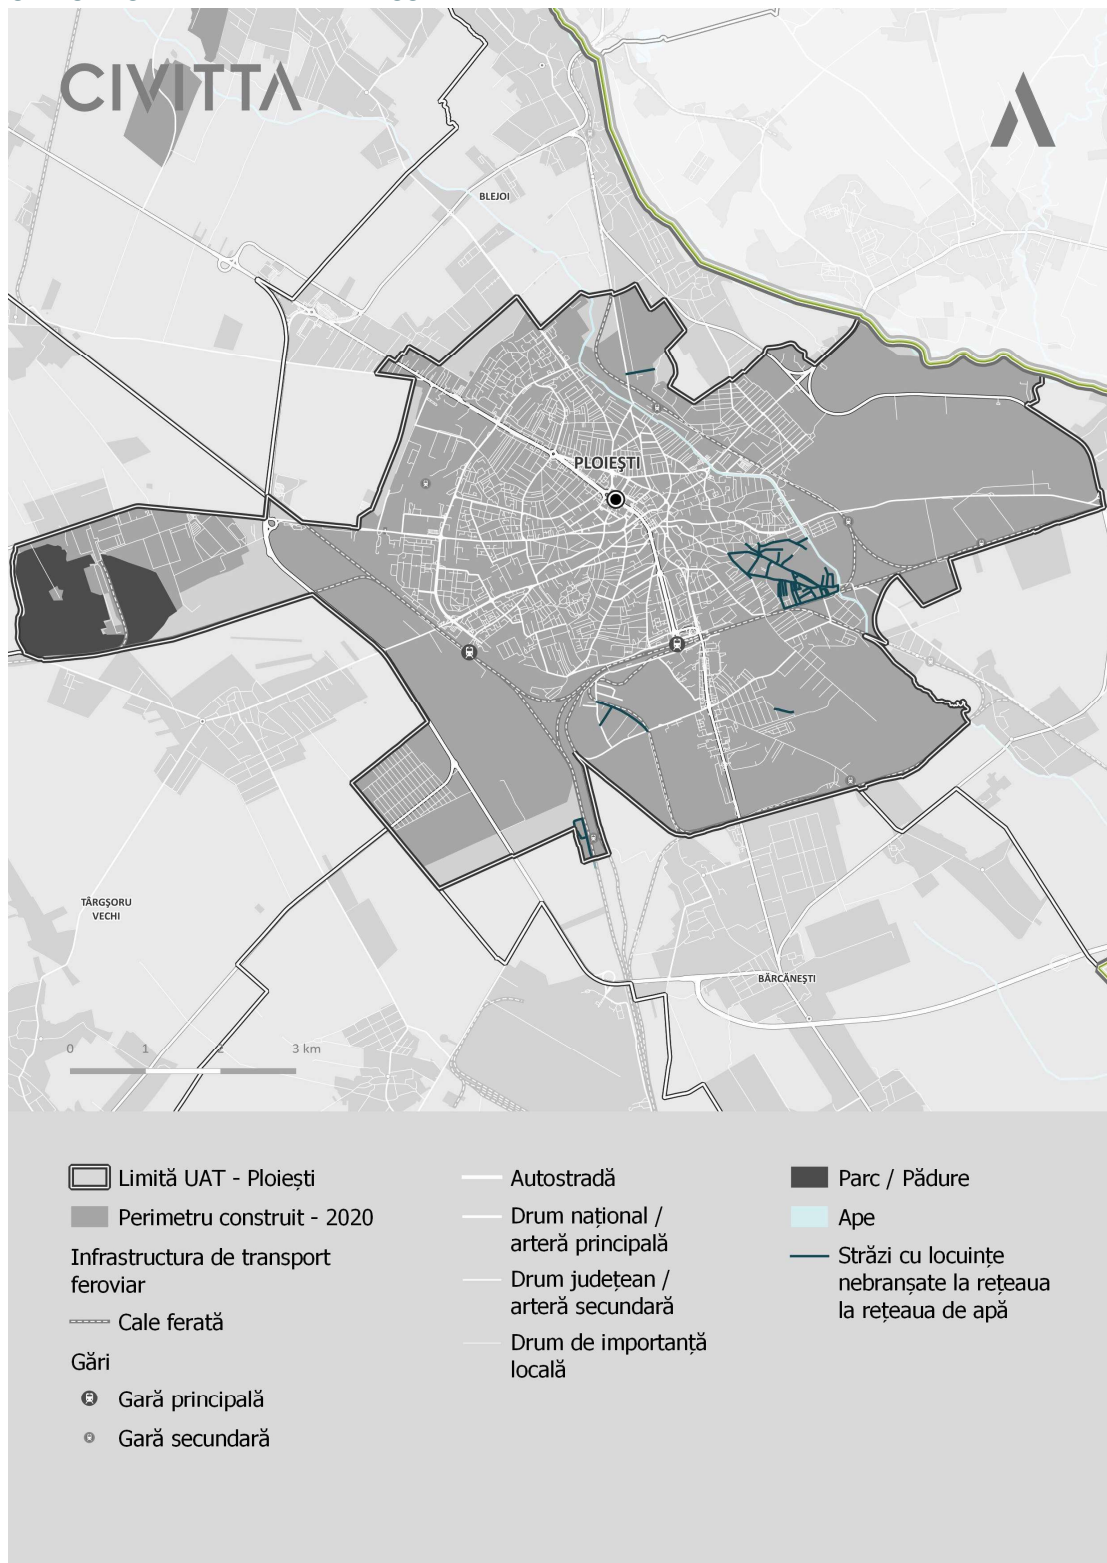 CIVITTA
BLEJOI
PLOIEȘTI
TÂRGȘORU
VECHI
BĂRCĂNEȘTI
0 1 2 3 km
Limită UAT - Ploiești
Perimetru construit - 2020
Infrastructura de transport
feroviar
Cale ferată
Gări
Gară principală
Gară secundară
Autostradă
Drum național /
arteră principală
Drum județean /
arteră secundară
Drum de importanță
locală
Parc / Pădure
Ape
Străzi cu locuințe
nebranșate la rețeaua
la rețeaua de apă